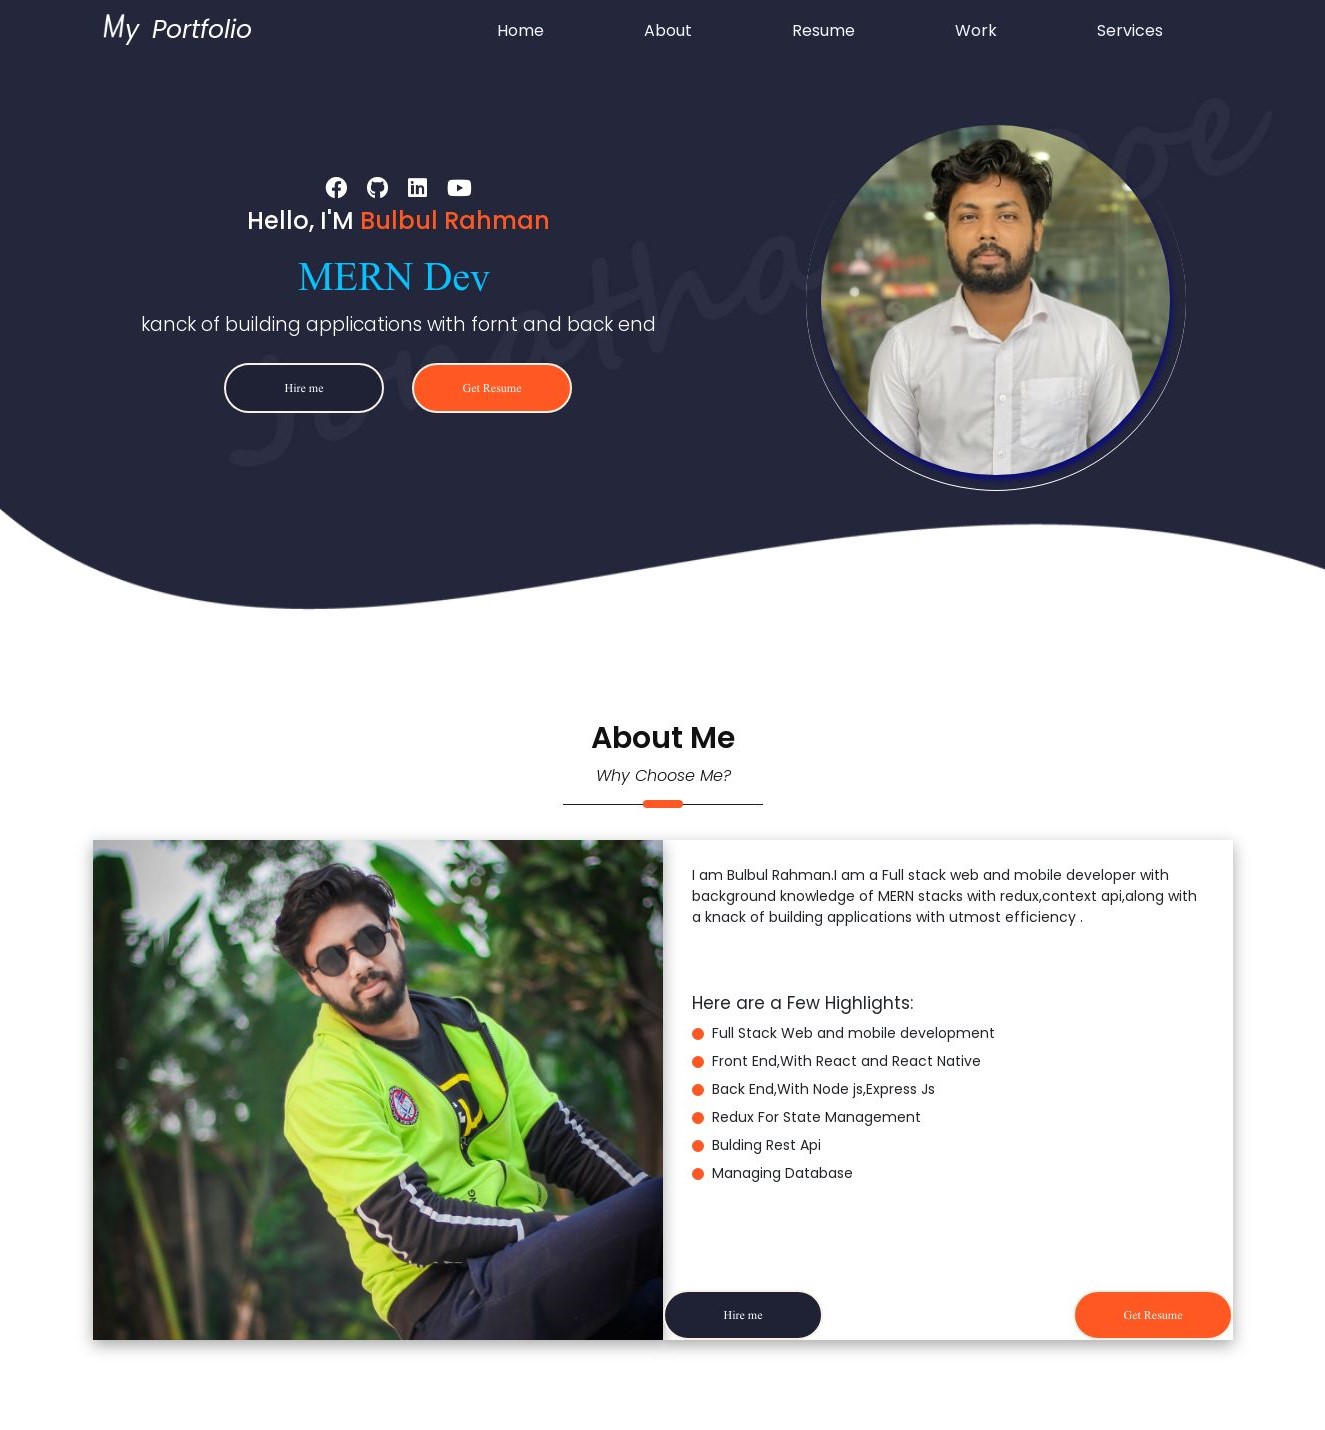 My Portfolio
Home About Resume Work Services
Jonathan Doe
Hello, I'M Bulbul Rahman
MERN Dev
kanck of building applications with fornt and back end
Hire me Get Resume
About Me
Why Choose Me?
I am Bulbul Rahman.I am a Full stack web and mobile developer with
background knowledge of MERN stacks with redux,context api,along with
a knack of building applications with utmost efficiency .
Here are a Few Highlights:
Full Stack Web and mobile development
Front End,With React and React Native
Back End,With Node js,Express Js
Redux For State Management
Bulding Rest Api
Managing Database
Hire me Get Resume